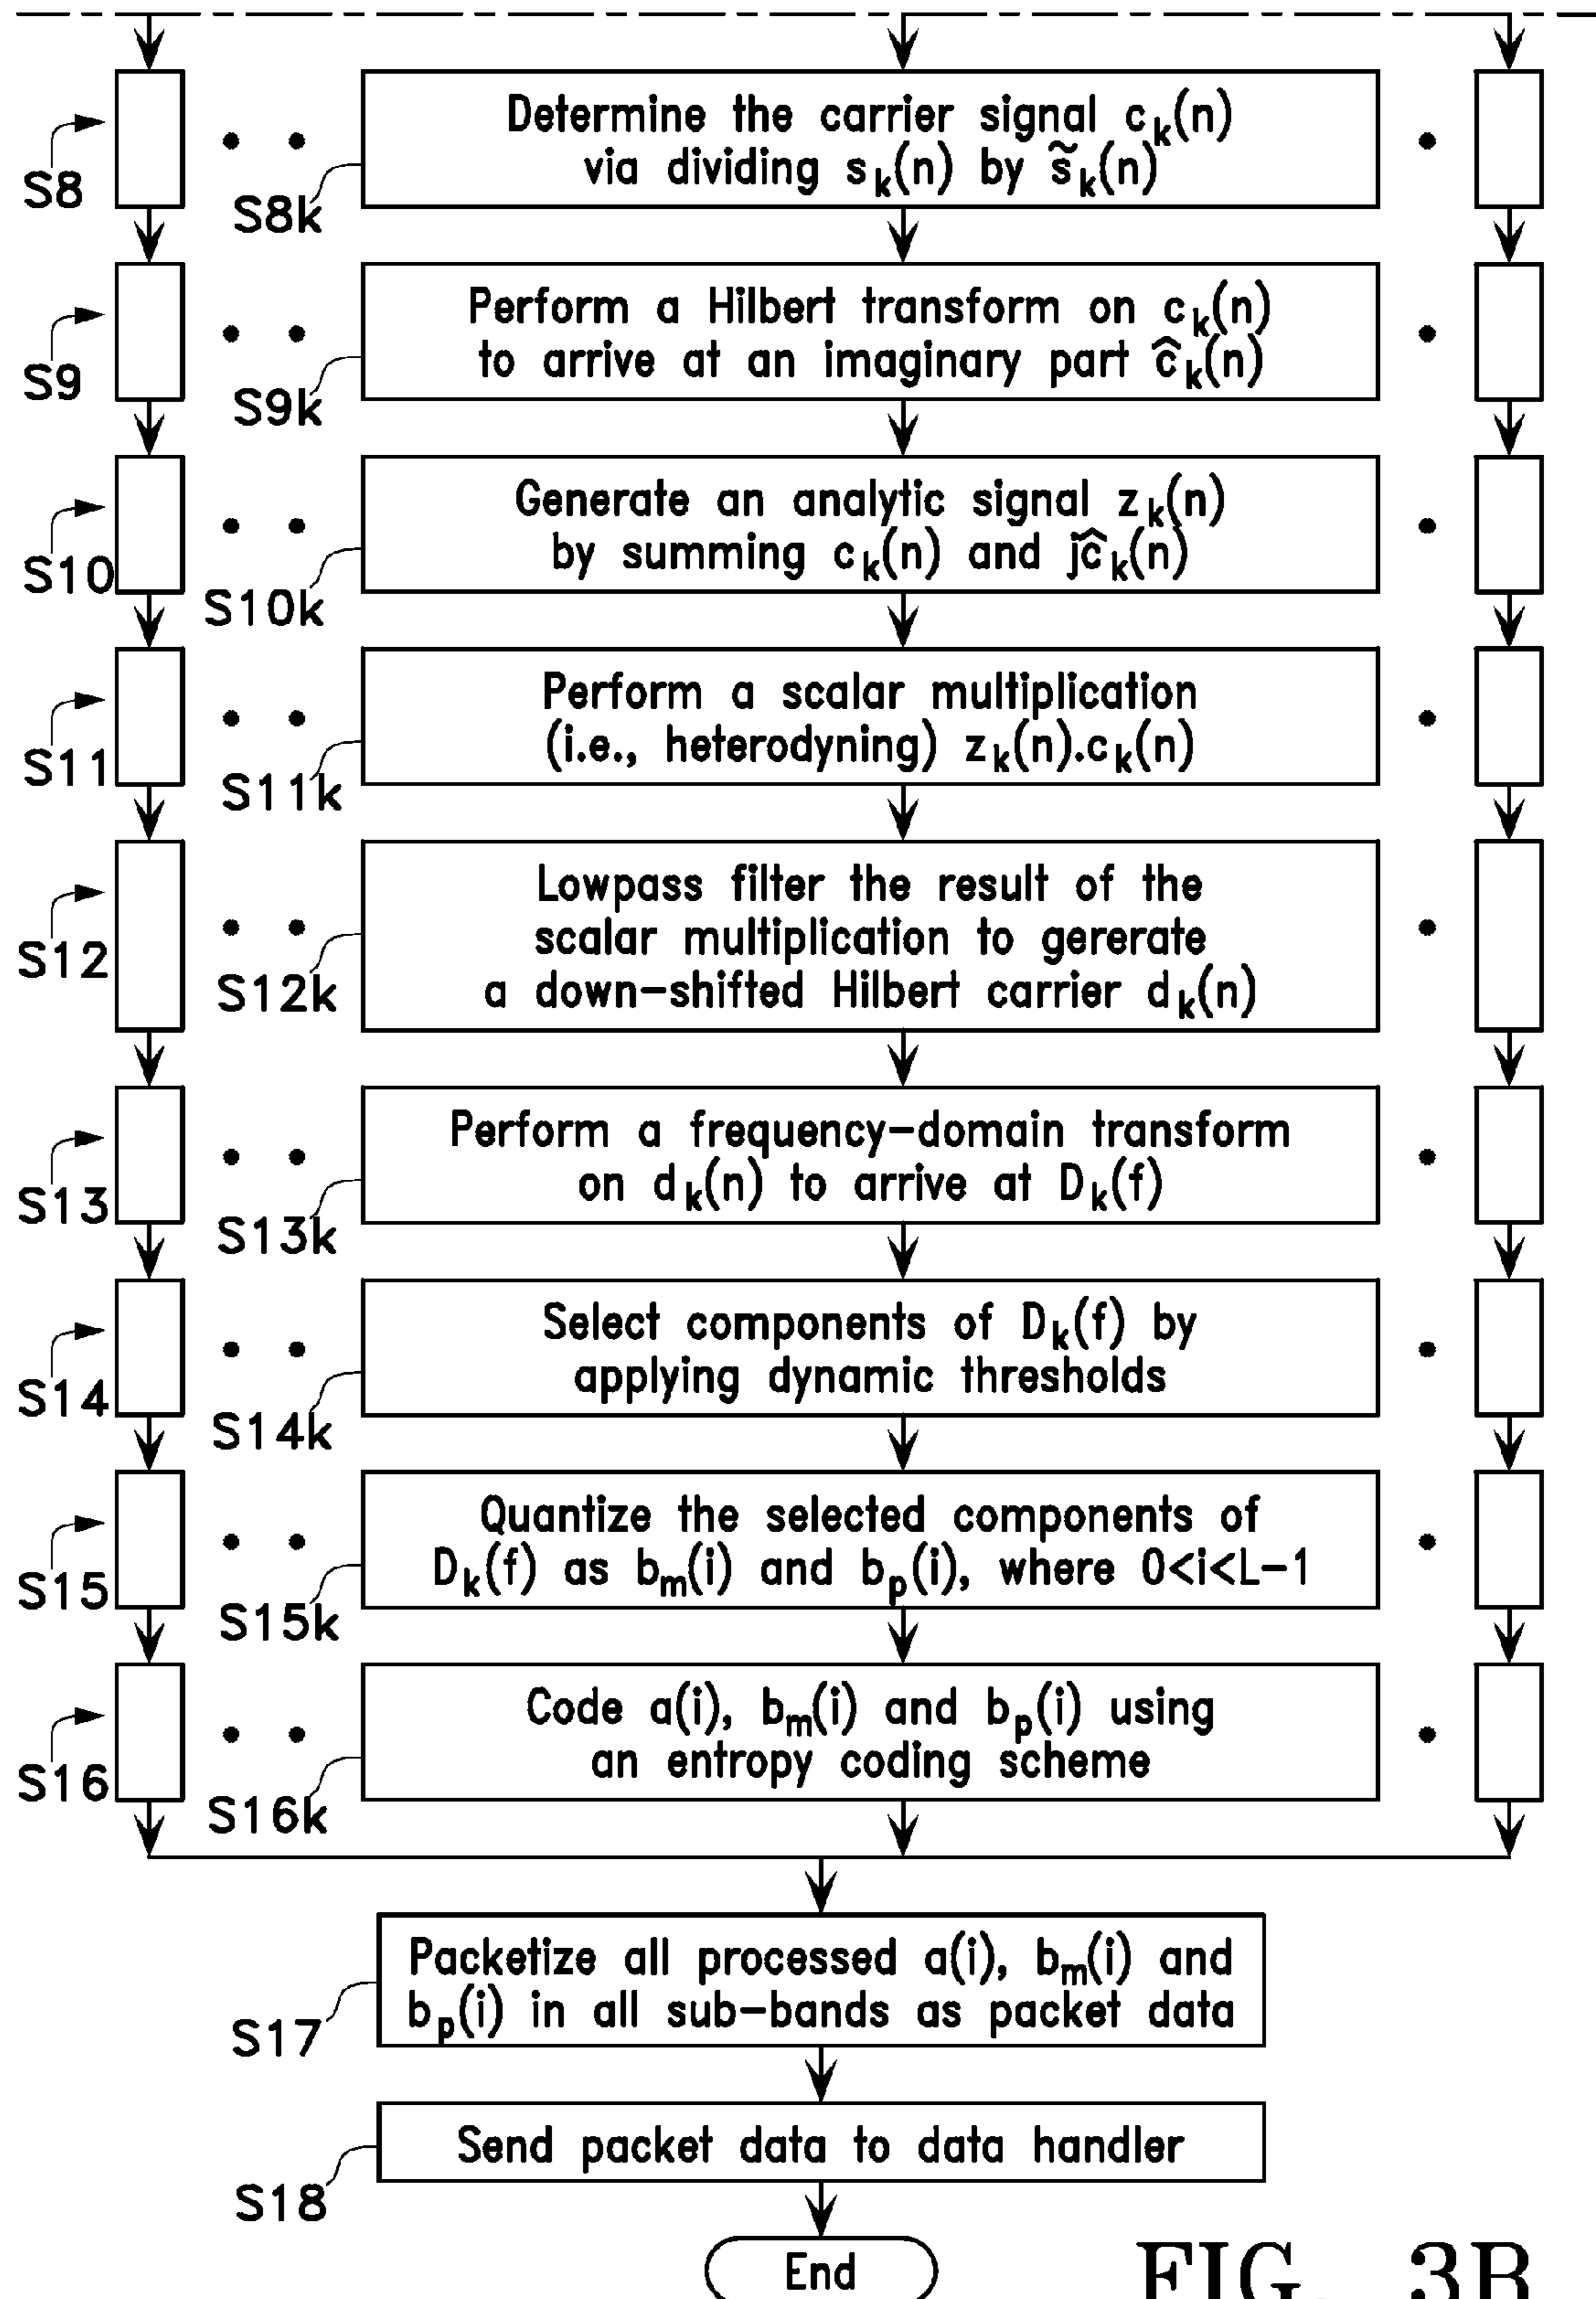 Determine the carrier signal c_k(n)
via dividing s_k(n) by s̃_k(n)
S8
S8k
Perform a Hilbert transform on c_k(n)
to arrive at an imaginary part ĉ_k(n)
S9
S9k
Generate an analytic signal z_k(n)
by summing c_k(n) and jĉ_k(n)
S10
S10k
Perform a scalar multiplication
(i.e., heterodyning) z_k(n).c_k(n)
S11
S11k
Lowpass filter the result of the
scalar multiplication to gererate
a down-shifted Hilbert carrier d_k(n)
S12
S12k
Perform a frequency-domain transform
on d_k(n) to arrive at D_k(f)
S13
S13k
Select components of D_k(f) by
applying dynamic thresholds
S14
S14k
Quantize the selected components of
D_k(f) as b_m(i) and b_p(i), where 0<i<L-1
S15
S15k
Code a(i), b_m(i) and b_p(i) using
an entropy coding scheme
S16
S16k
Packetize all processed a(i), b_m(i) and
b_p(i) in all sub-bands as packet data
S17
Send packet data to data handler
S18
End
FIG. 3B